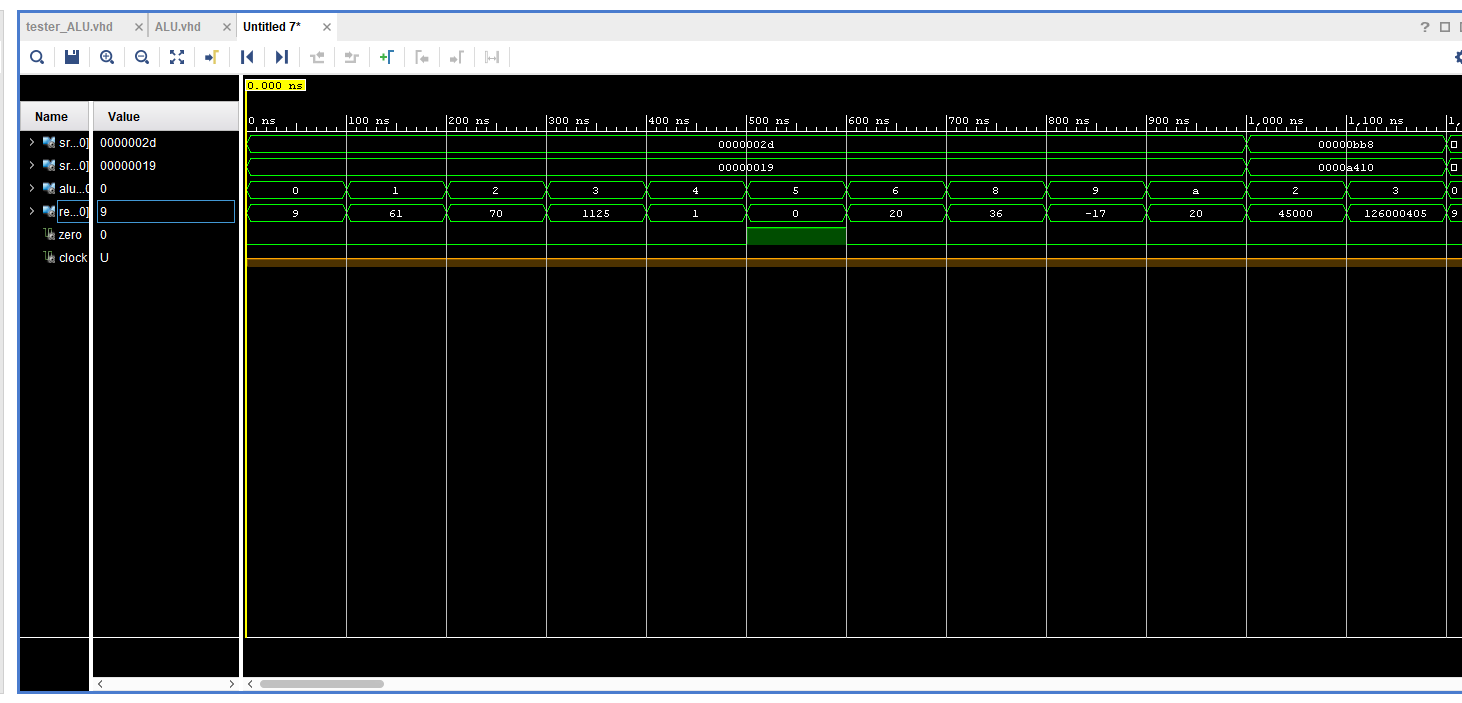 tester_ALU.vhd × ALU.vhd × Untitled 7* × ?
0.000 ns
Name Value
0 ns 100 ns 200 ns 300 ns 400 ns 500 ns 600 ns 700 ns 800 ns 900 ns 1,000 ns 1,100 ns 1,
> sr...0] 0000002d 0000002d 00000bb8
> sr...0] 00000019 00000019 0000a410
> alu...0 0 0 1 2 3 4 5 6 8 9 a 2 3 0
> re...0] 9 9 61 70 1125 1 0 20 36 -17 20 45000 126000405 9
zero 0
clock U